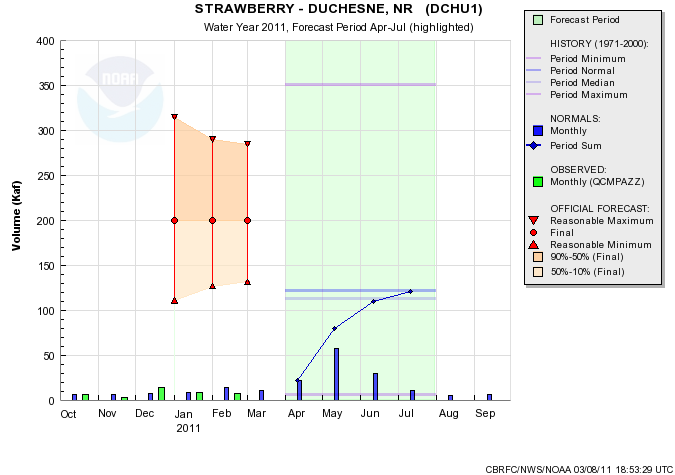 STRAWBERRY - DUCHESNE, NR (DCHU1)
Water Year 2011, Forecast Period Apr-Jul (highlighted)
Volume (Kaf)
400
350
300
250
200
150
100
50
0
NOAA
Oct Nov Dec Jan Feb Mar Apr May Jun Jul Aug Sep
2011
Forecast Period
HISTORY (1971-2000):
Period Minimum
Period Normal
Period Median
Period Maximum
NORMALS:
Monthly
Period Sum
OBSERVED:
Monthly (QCMPAZZ)
OFFICIAL FORECAST:
Reasonable Maximum
Final
Reasonable Minimum
90%-50% (Final)
50%-10% (Final)
CBRFC/NWS/NOAA 03/08/11 18:53:29 UTC